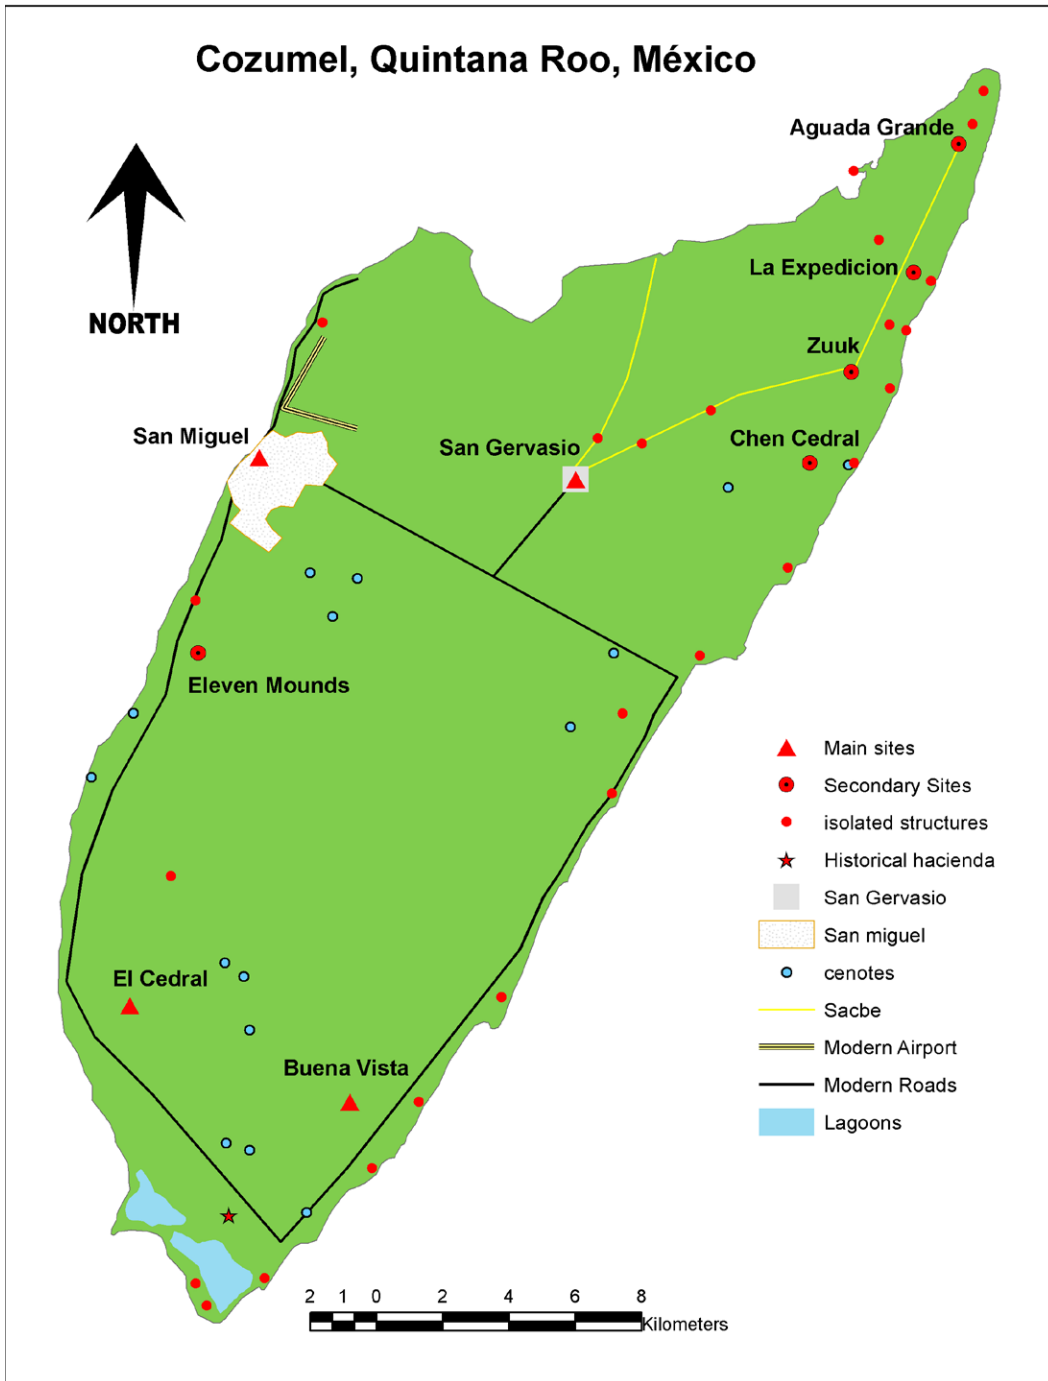 Cozumel, Quintana Roo, México
Aguada Grande
La Expedicion
NORTH
Zuuk
San Miguel
San Gervasio
Chen Cedral
Eleven Mounds
Main sites
Secondary Sites
isolated structures
Historical hacienda
San Gervasio
San miguel
cenotes
Sacbe
Modern Airport
Modern Roads
Lagoons
El Cedral
Buena Vista
2 1 0 2 4 6 8
Kilometers